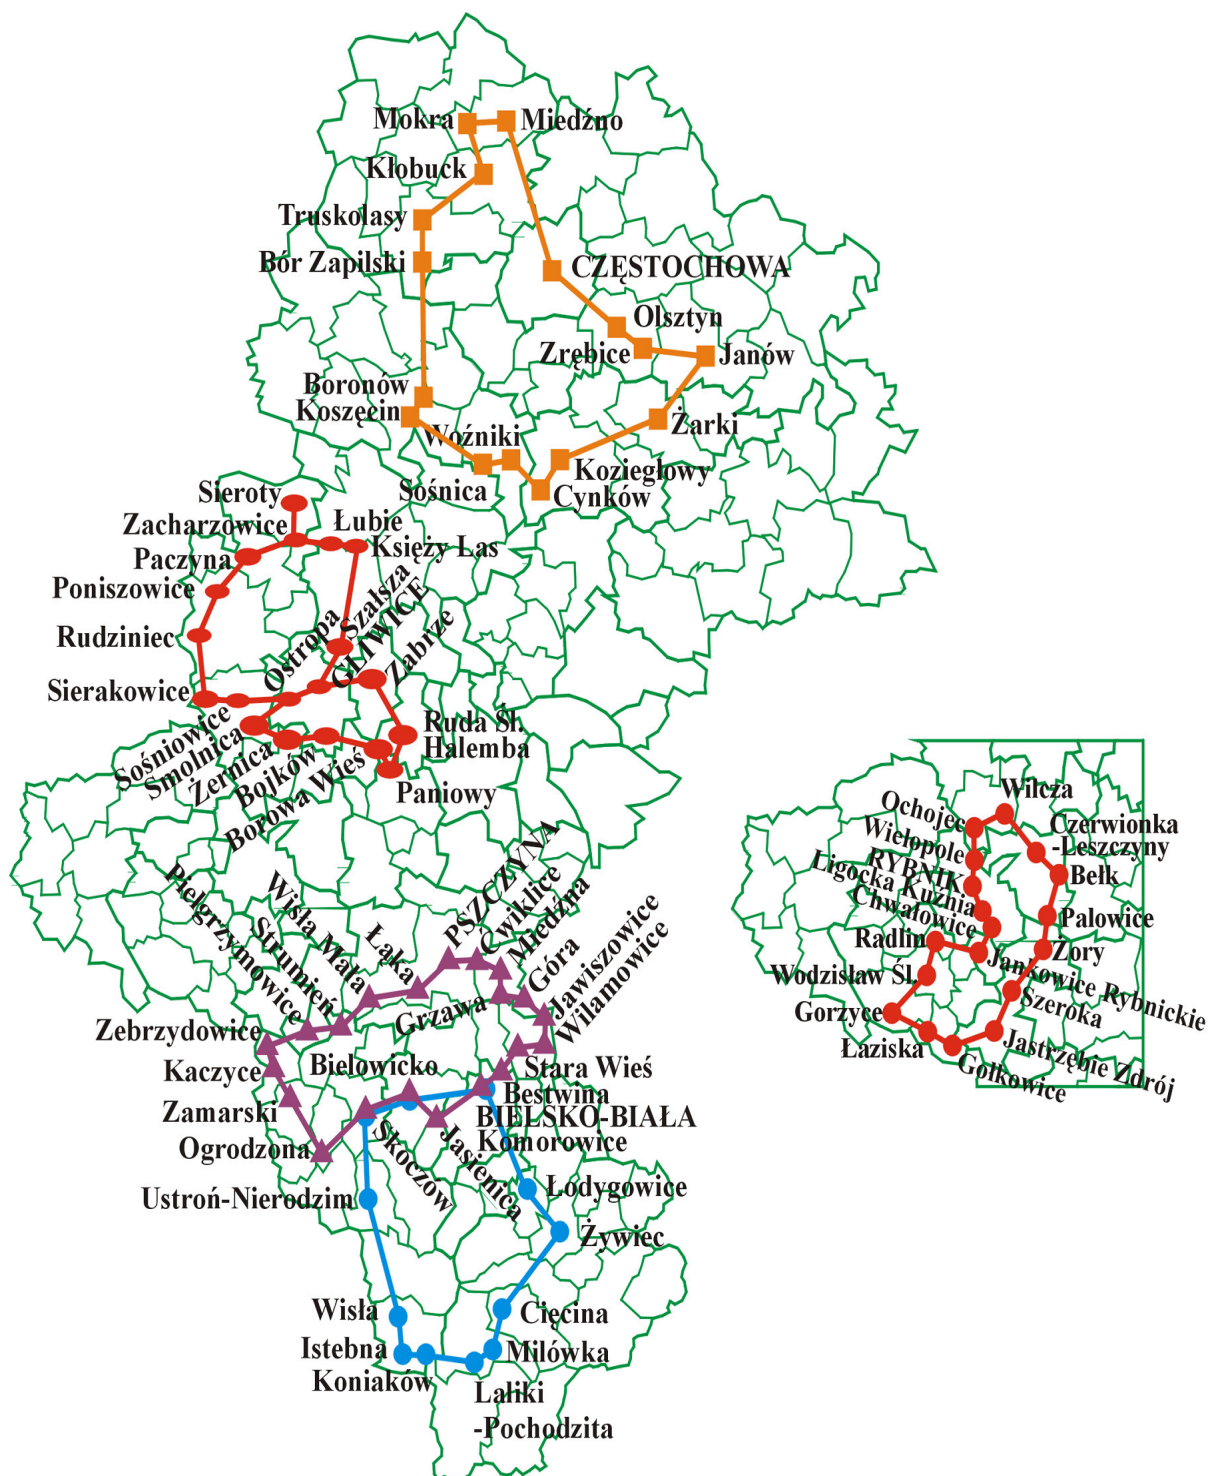 Mokra
Miedźno
Kłobuck
Truskolasy
Bór Zapilski
CZĘSTOCHOWA
Olsztyn
Zrębice
Janów
Boronów
Koszęcin
Żarki
Woźniki
Koziegłowy
Sośnica
Cynków
Sieroty
Zacharzowice
Łubie
Paczyna
Księży Las
Poniszowice
Szałsza
GLIWICE
Ostropa
Zabrze
Rudziniec
Sierakowice
Sośniowice
Smolnica
Żernica
Bojków
Borowa Wieś
Ruda Śl.
Halemba
Paniowy
Pielgrzymowice
Strumień
Wisła Mała
Łąka
PSZCZYNA
Ćwiklice
Miedźna
Grzawa
Góra
Jawiszowice
Wilamowice
Zebrzydowice
Kaczyce
Bielowicko
Stara Wieś
Zamarski
Bestwina
BIELSKO-BIAŁA
Komorowice
Ogrodzona
Skoczów
Jasienica
Ustroń-Nierodzim
Łodygowice
Żywiec
Wisła
Cięcina
Istebna
Milówka
Koniaków
Laliki
-Pochodzita
Wilcza
Ochojec
Czerwionka
-Leszczyny
Wielopole
RYBNIK
Bełk
Ligocka Kuźnia
Chwałowice
Palowice
Radlin
Żory
Jankowice Rybnickie
Wodzisław Śl.
Szeroka
Gorzyce
Łaziska
Jastrzębie Zdrój
Gołkowice